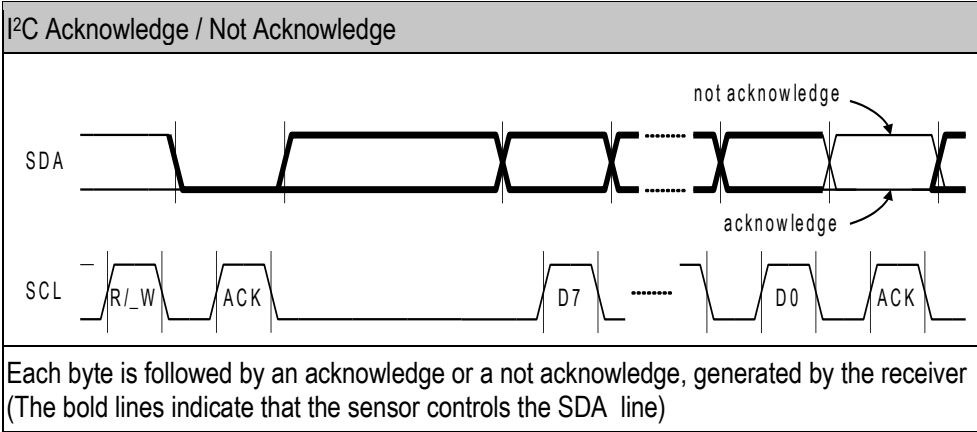 I²C Acknowledge / Not Acknowledge
not acknowledge
SDA
acknowledge
SCL R/_W ACK D7 D0 ACK
Each byte is followed by an acknowledge or a not acknowledge, generated by the receiver
(The bold lines indicate that the sensor controls the SDA line)